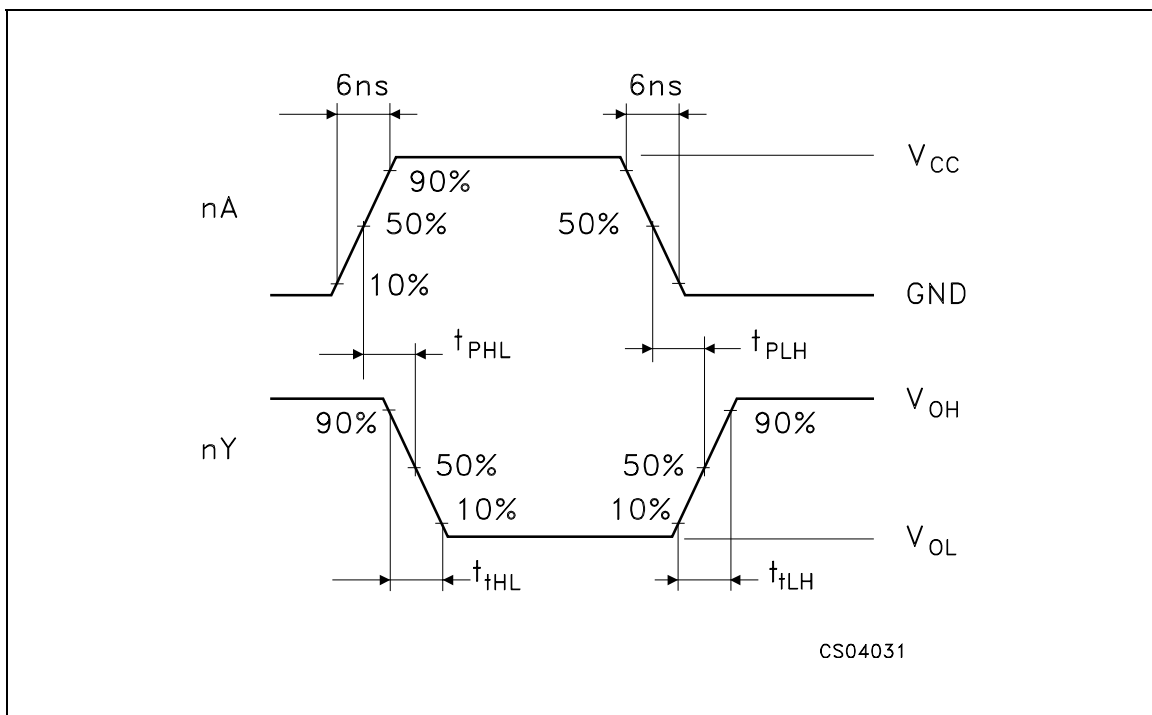 6ns 6ns
V_CC
90%
nA
50% 50%
10%
GND
t_PHL t_PLH
V_OH
90% 90%
nY
50% 50%
10% 10%
V_OL
t_tHL t_tLH
CS04031